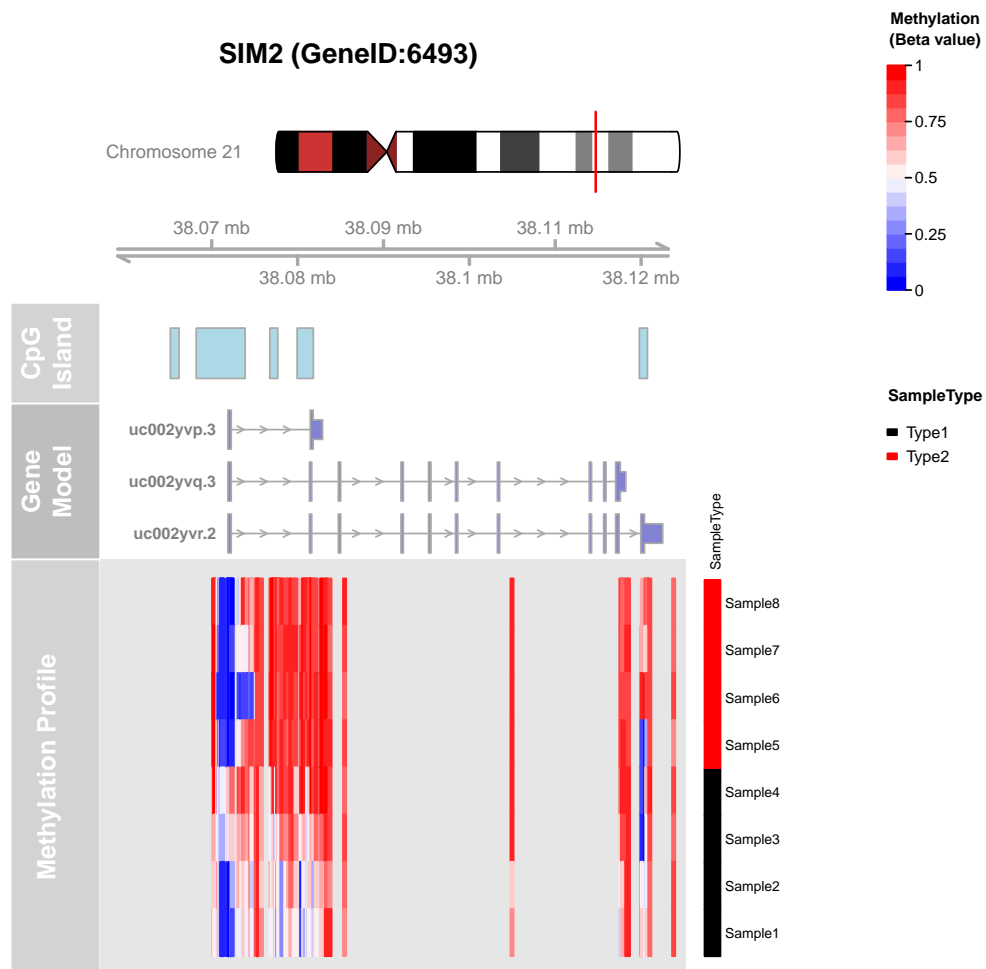 SIM2 (GeneID:6493)
Methylation
(Beta value)
1
0.75
0.5
0.25
0
Chromosome 21
38.07 mb
38.09 mb
38.11 mb
38.08 mb
38.1 mb
38.12 mb
CpG
Island
SampleType
Type1
Type2
Gene
Model
uc002yvp.3
uc002yvq.3
uc002yvr.2
SampleType
Methylation Profile
Sample8
Sample7
Sample6
Sample5
Sample4
Sample3
Sample2
Sample1